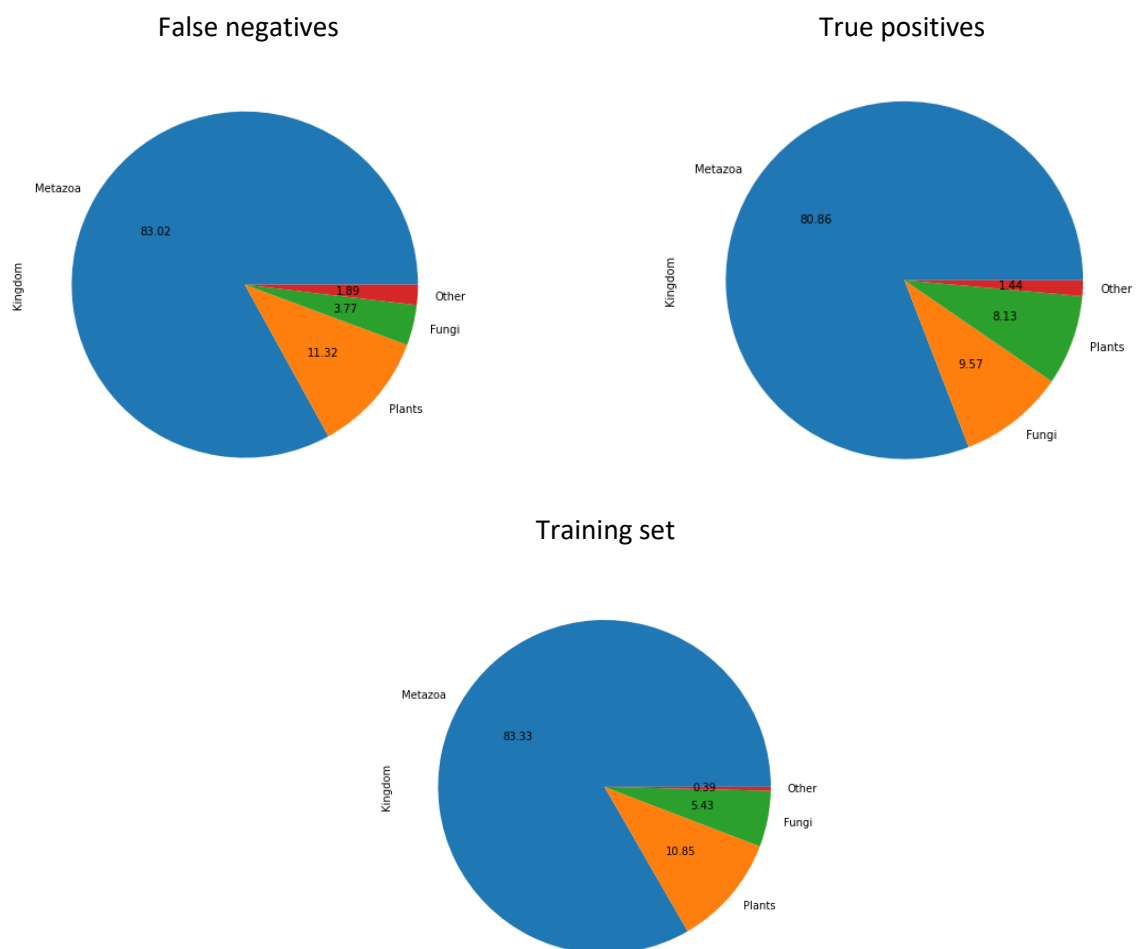 False negatives
Metazoa
83.02
Kingdom
1.89
Other
3.77
Fungi
11.32
Plants
True positives
Metazoa
80.86
Kingdom
1.44
Other
8.13
Plants
9.57
Fungi
Training set
Metazoa
83.33
Kingdom
0.39
Other
5.43
Fungi
10.85
Plants